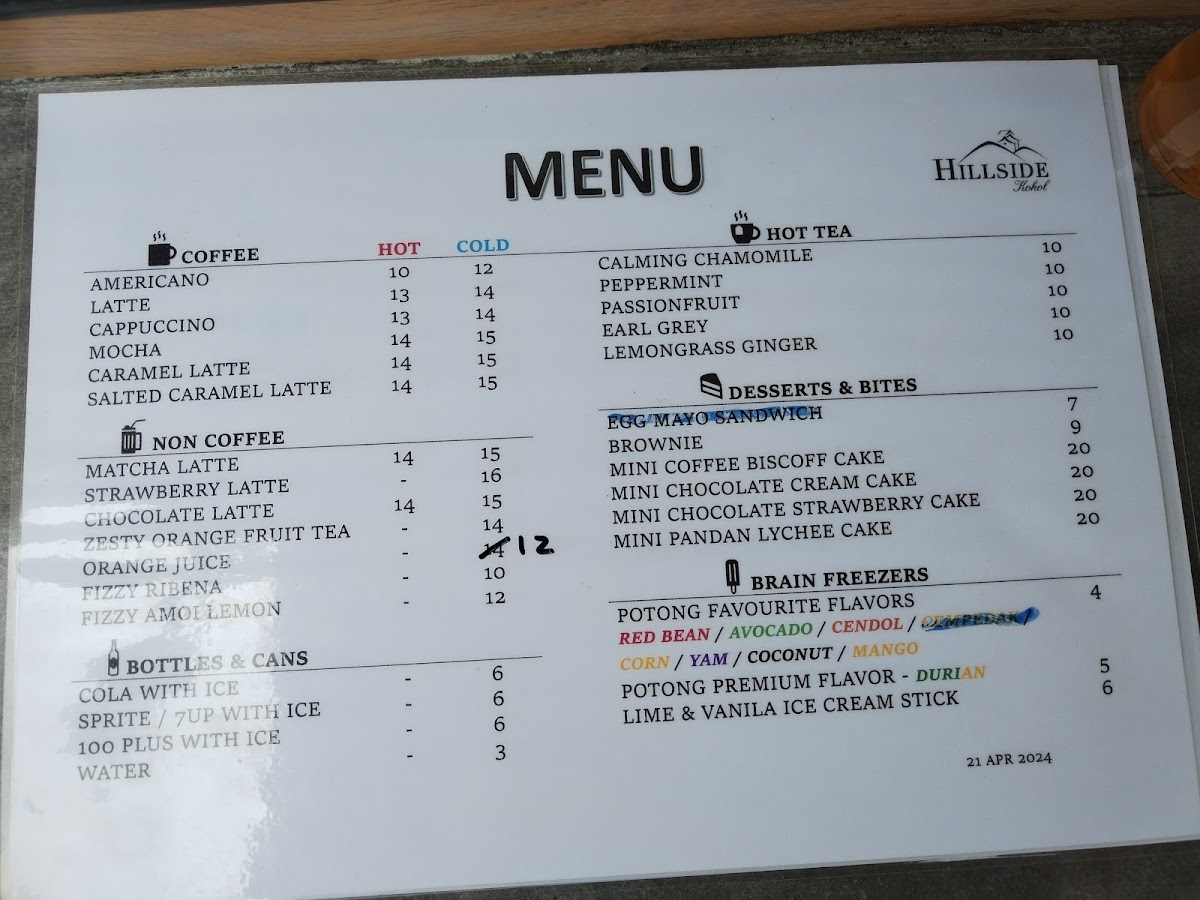 MENU
HILLSIDE
Kokol
COFFEE HOT COLD
AMERICANO 10 12
LATTE 13 14
CAPPUCCINO 13 14
MOCHA 14 15
CARAMEL LATTE 14 15
SALTED CARAMEL LATTE 14 15
NON COFFEE
MATCHA LATTE 14 15
STRAWBERRY LATTE - 16
CHOCOLATE LATTE 14 15
ZESTY ORANGE FRUIT TEA - 14
ORANGE JUICE - 14 12
FIZZY RIBENA - 10
FIZZY AMOI LEMON - 12
BOTTLES & CANS
COLA WITH ICE - 6
SPRITE / 7UP WITH ICE - 6
100 PLUS WITH ICE - 6
WATER - 3
HOT TEA
CALMING CHAMOMILE 10
PEPPERMINT 10
PASSIONFRUIT 10
EARL GREY 10
LEMONGRASS GINGER 10
DESSERTS & BITES
EGG MAYO SANDWICH 7
BROWNIE 9
MINI COFFEE BISCOFF CAKE 20
MINI CHOCOLATE CREAM CAKE 20
MINI CHOCOLATE STRAWBERRY CAKE 20
MINI PANDAN LYCHEE CAKE 20
BRAIN FREEZERS
POTONG FAVOURITE FLAVORS 4
RED BEAN / AVOCADO / CENDOL / CEMPEDAK /
CORN / YAM / COCONUT / MANGO
POTONG PREMIUM FLAVOR - DURIAN 5
LIME & VANILA ICE CREAM STICK 6
21 APR 2024